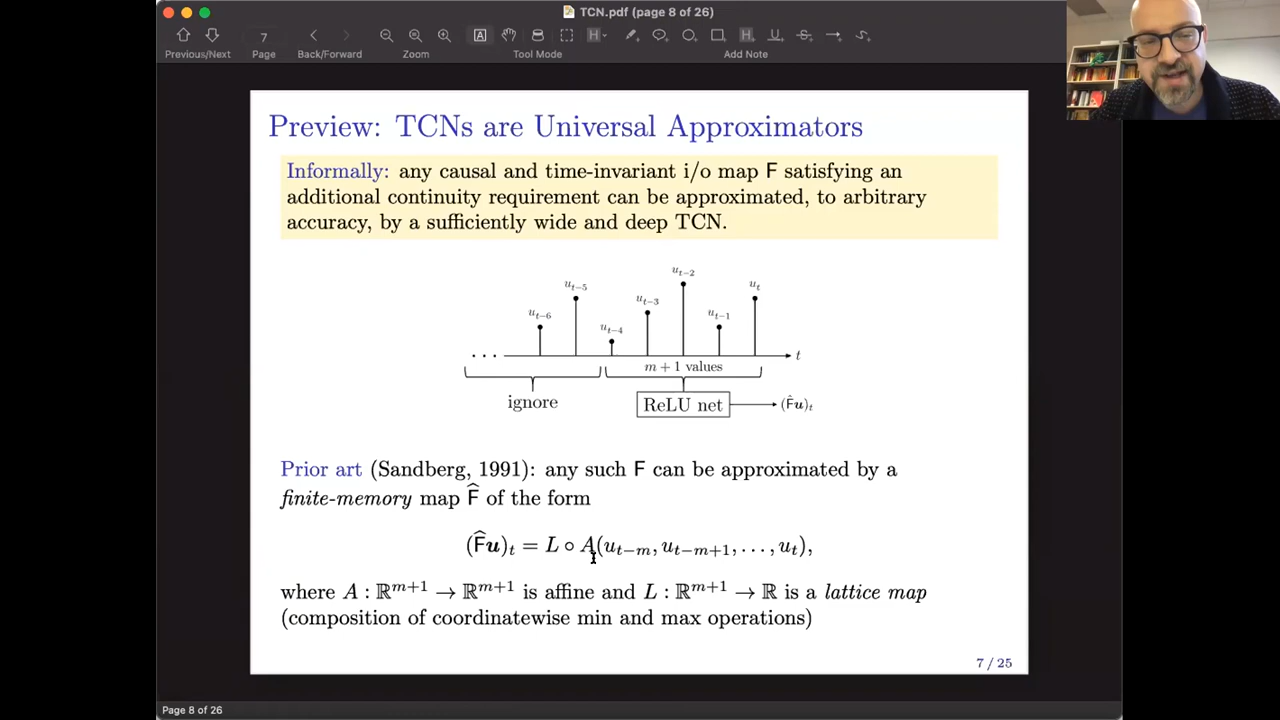 TCN.pdf (page 8 of 26)
7
H
A
H
Previous/Next
Page
Back/Forward
Zoom
Tool Mode
Add Note
Preview: TCNs are Universal Approximators
Informally: any causal and time-invariant i/o map F satisfying an
additional continuity requirement can be approximated, to arbitrary
accuracy, by a sufficiently wide and deep TCN.
u_{t−2}
u_{t−5}
u_t
u_{t−3}
u_{t−6}
u_{t−1}
u_{t−4}
· · ·
t
m + 1 values
ignore
ReLU net
(F̂u)_t
Prior art (Sandberg, 1991): any such F can be approximated by a
finite-memory map F̂ of the form
(F̂u)_t = L ∘ A(u_{t−m}, u_{t−m+1}, . . . , u_t),
where A : ℝ^{m+1} → ℝ^{m+1} is affine and L : ℝ^{m+1} → ℝ is a lattice map
(composition of coordinatewise min and max operations)
7 / 25
Page 8 of 26